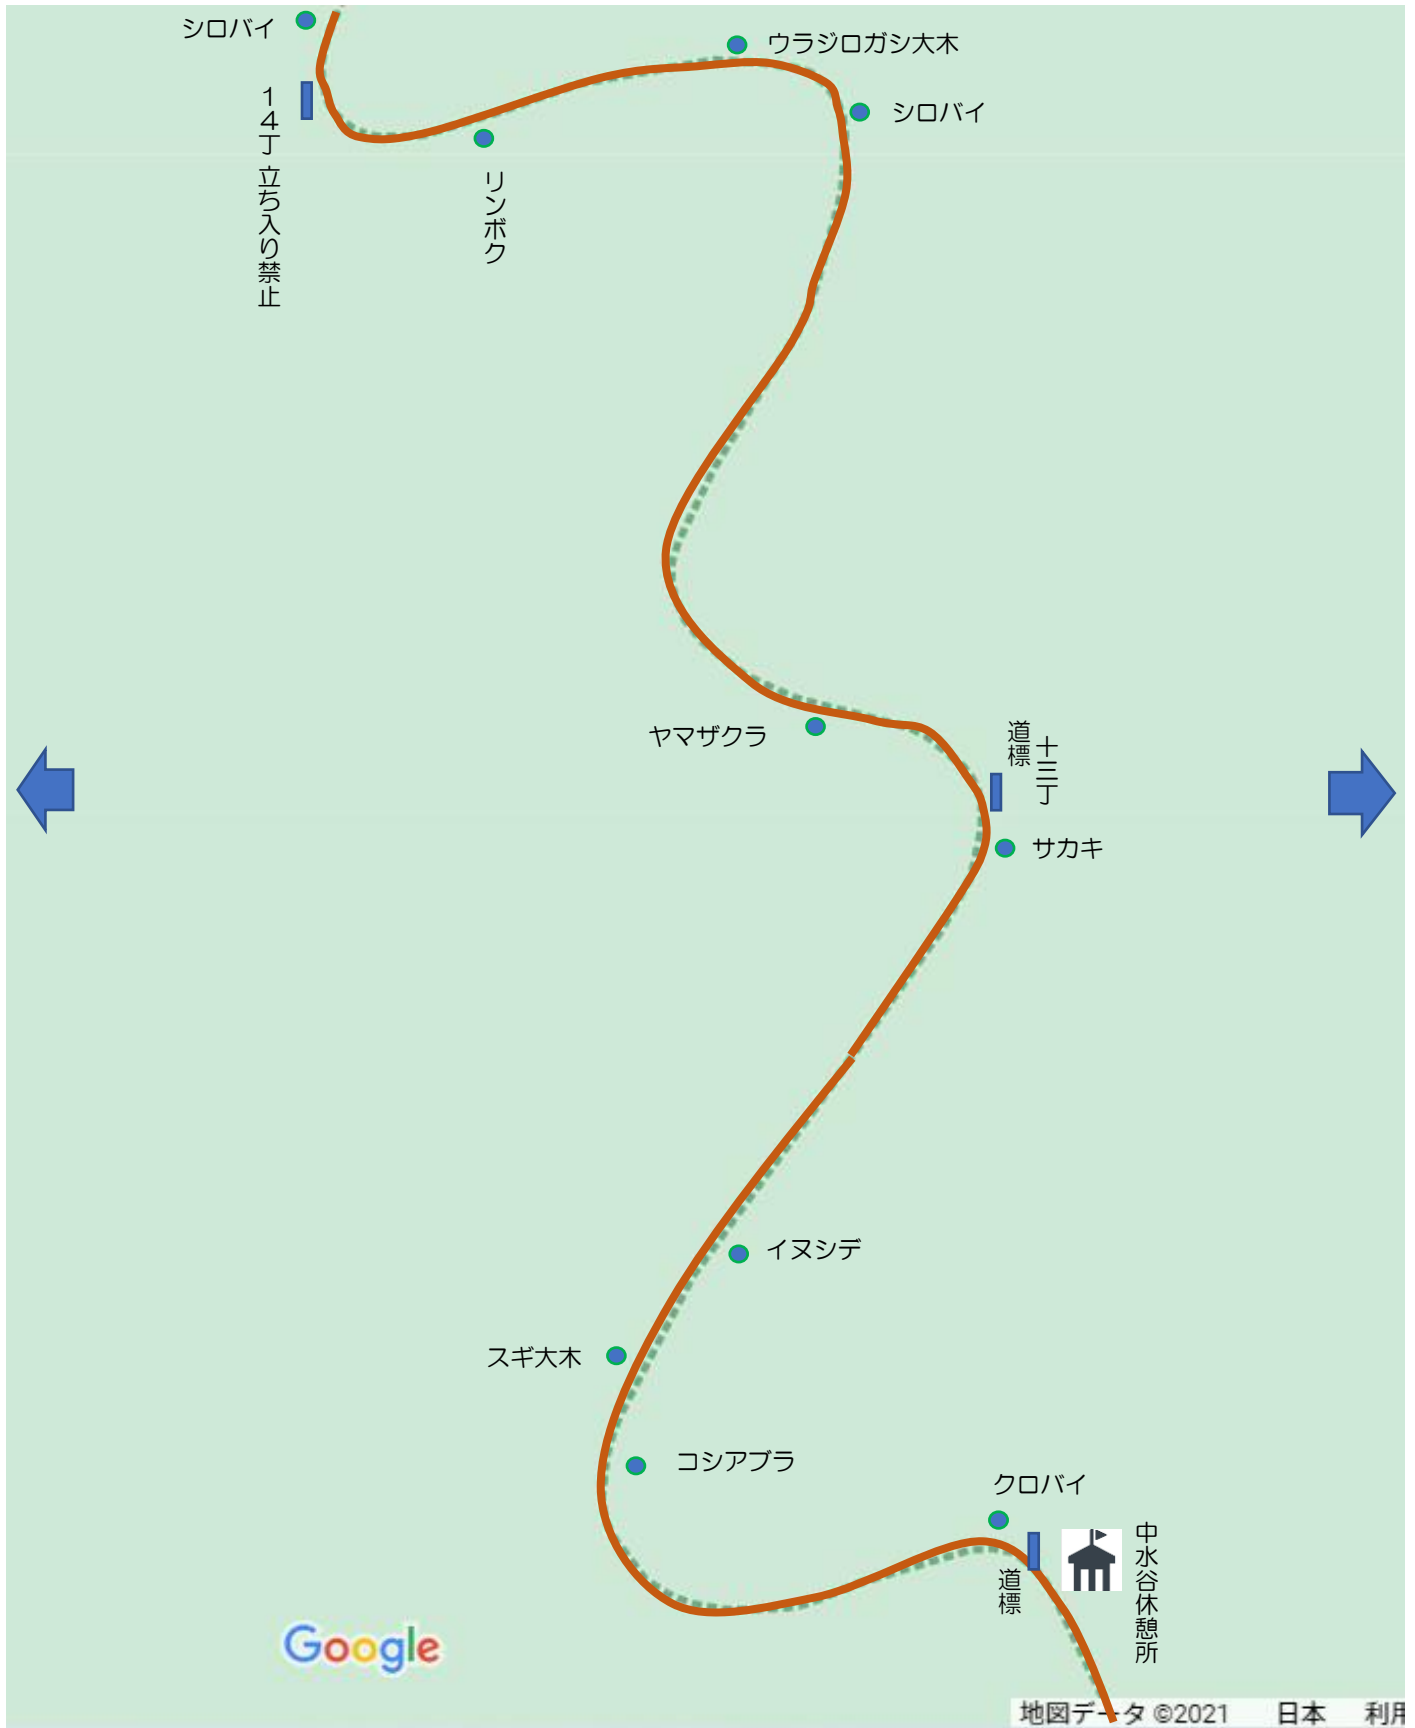 シロバイ
ウラジロガシ大木
シロバイ
14丁 立ち入り禁止
リンボク
ヤマザクラ
十三丁
道標
サカキ
イヌシデ
スギ大木
コシアブラ
クロバイ
中水谷休憩所
道標
Google
地図データ ©2021 日本 利用